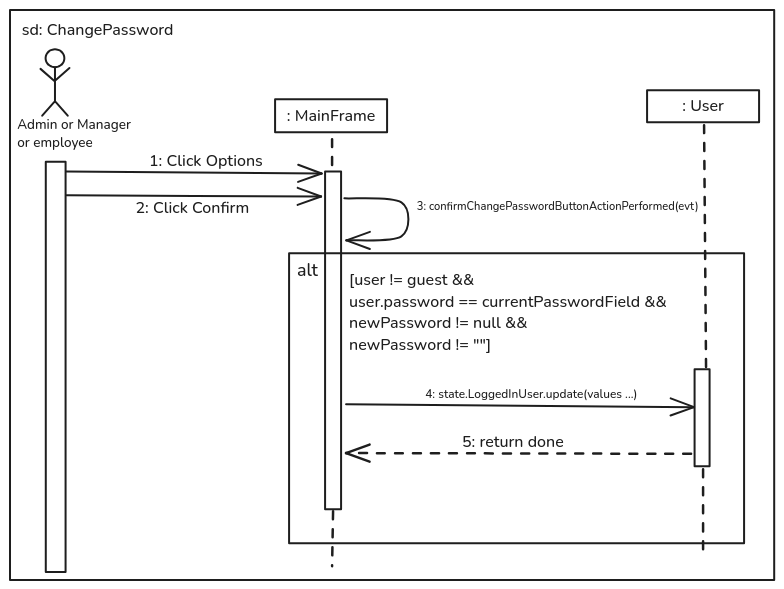 sd: ChangePassword
Admin or Manager
or employee
: MainFrame
: User
1: Click Options
2: Click Confirm
3: confirmChangePasswordButtonActionPerformed(evt)
alt
[user != guest &&
user.password == currentPasswordField &&
newPassword != null &&
newPassword != ""]
4: state.LoggedInUser.update(values ...)
5: return done